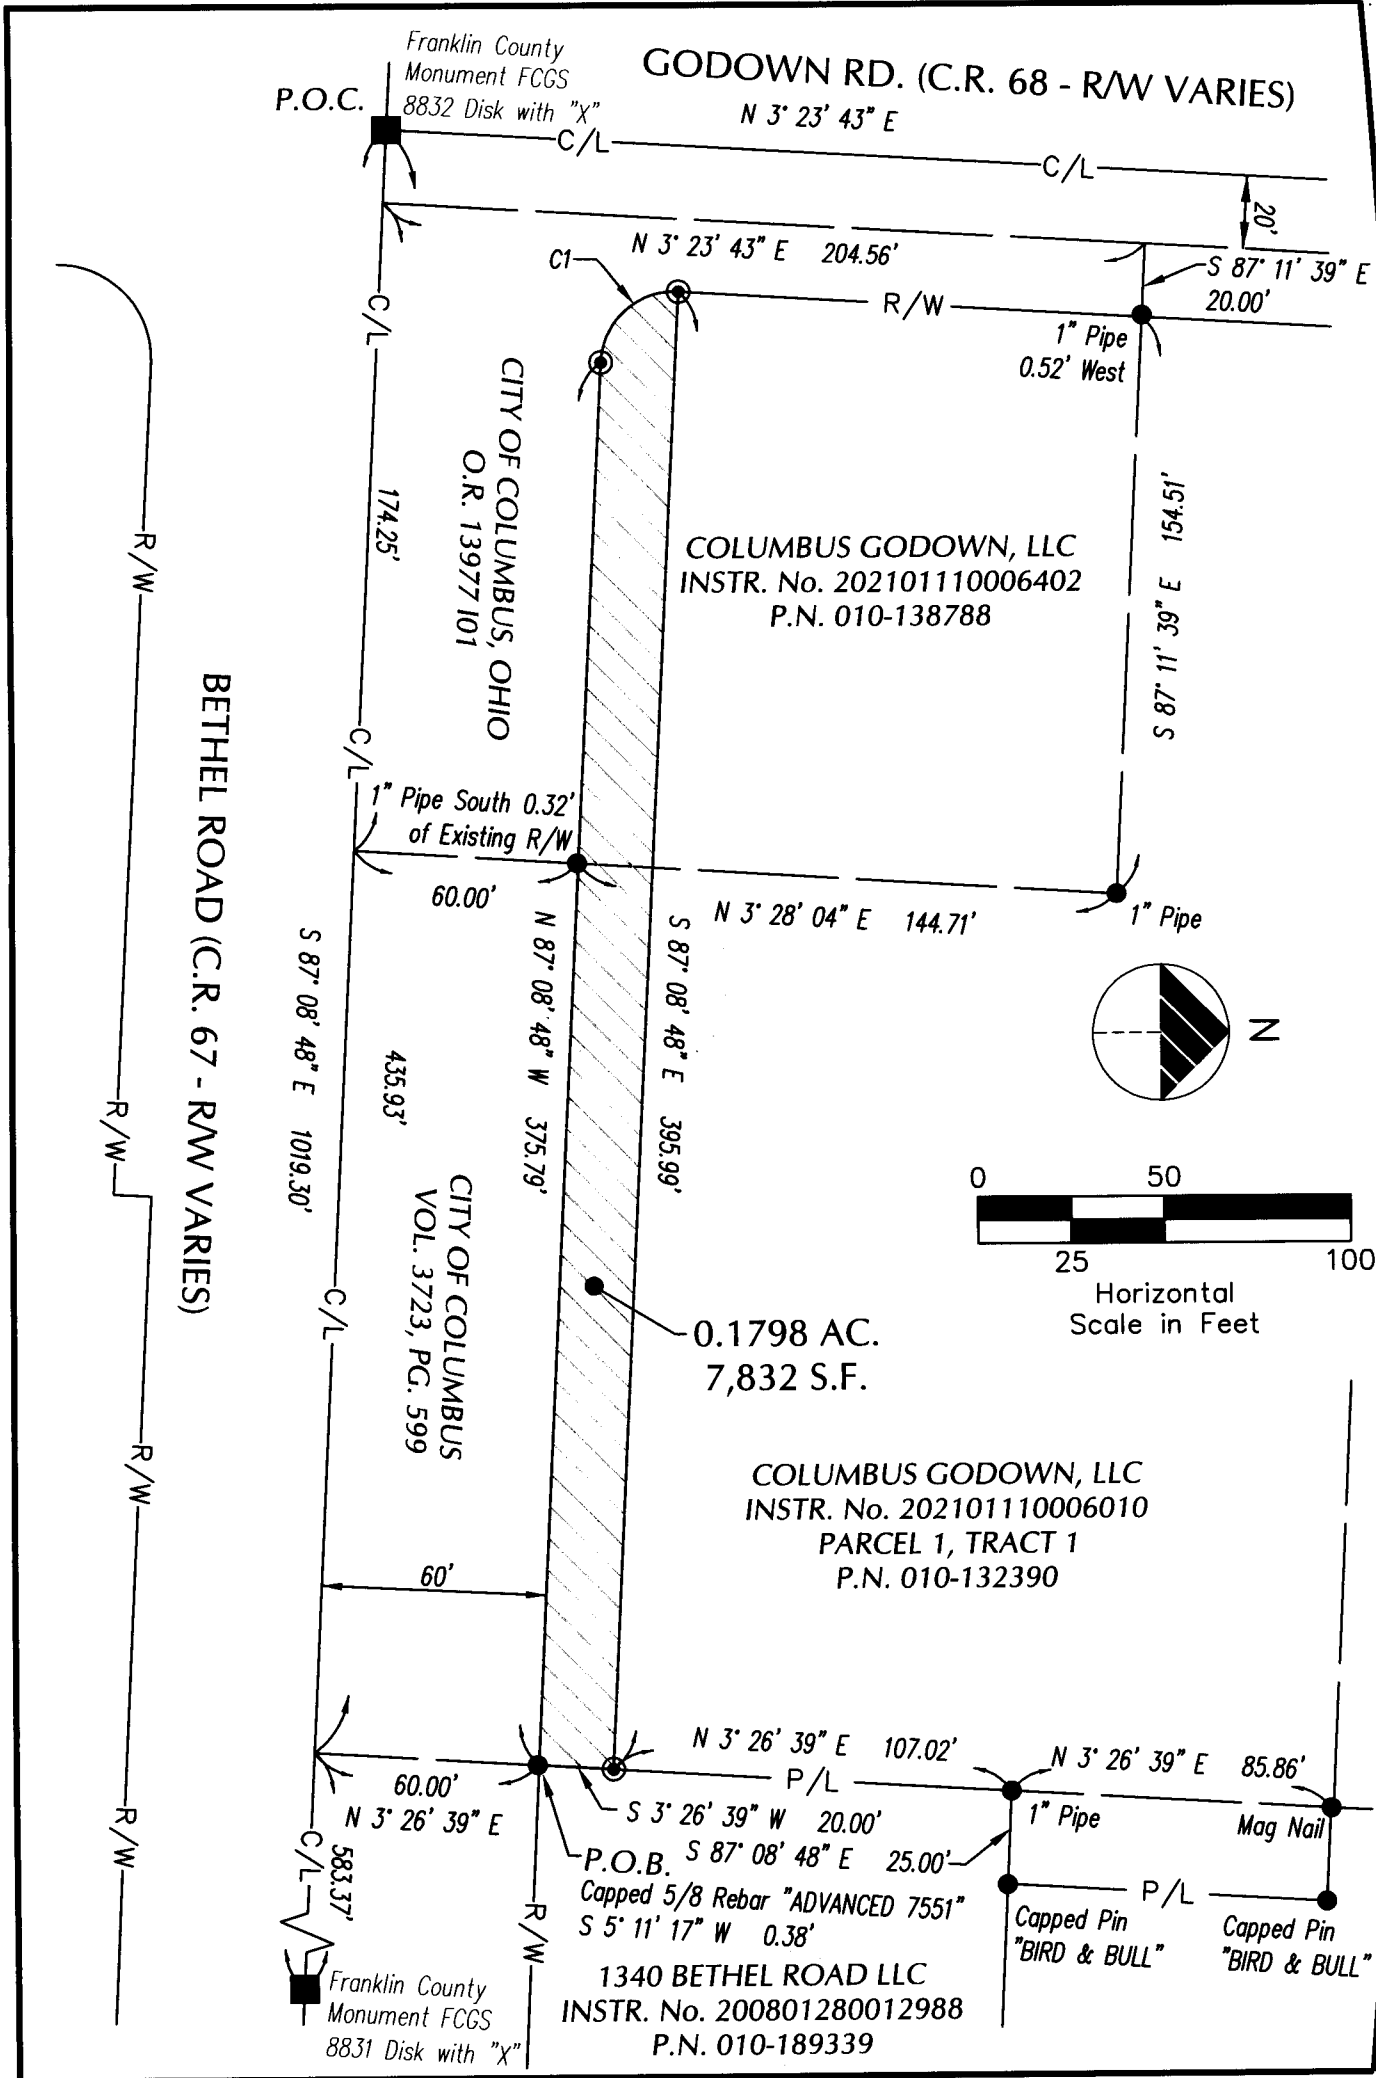 Franklin County
Monument FCGS
8832 Disk with "X"
P.O.C.
GODOWN RD. (C.R. 68 - R/W VARIES)
N 3° 23' 43" E
C/L
C/L
20'
N 3° 23' 43" E 204.56'
S 87° 11' 39" E
20.00'
C1
R/W
1" Pipe
0.52' West
C/L
174.25'
CITY OF COLUMBUS, OHIO
O.R. 13977 I01
R/W
COLUMBUS GODOWN, LLC
INSTR. No. 202101110006402
P.N. 010-138788
S 87° 11' 39" E 154.51'
BETHEL ROAD (C.R. 67 - R/W VARIES)
C/L
1" Pipe South 0.32'
of Existing R/W
60.00'
N 3° 28' 04" E 144.71'
1" Pipe
S 87° 08' 48" E 1019.30'
435.93'
N 87° 08' 48" W 375.79'
S 87° 08' 48" E 395.99'
N
R/W
0 50
25 100
Horizontal
Scale in Feet
C/L
CITY OF COLUMBUS
VOL. 3723, PG. 599
0.1798 AC.
7,832 S.F.
R/W
COLUMBUS GODOWN, LLC
INSTR. No. 202101110006010
PARCEL 1, TRACT 1
P.N. 010-132390
60'
N 3° 26' 39" E 107.02'
P/L
N 3° 26' 39" E 85.86'
60.00'
N 3° 26' 39" E
S 3° 26' 39" W 20.00'
1" Pipe
Mag Nail
R/W
C/L
583.37'
S 87° 08' 48" E 25.00'
P.O.B.
Capped 5/8 Rebar "ADVANCED 7551"
S 5° 11' 17" W 0.38'
R/W
P/L
Capped Pin
"BIRD & BULL"
Capped Pin
"BIRD & BULL"
Franklin County
Monument FCGS
8831 Disk with "X"
1340 BETHEL ROAD LLC
INSTR. No. 200801280012988
P.N. 010-189339